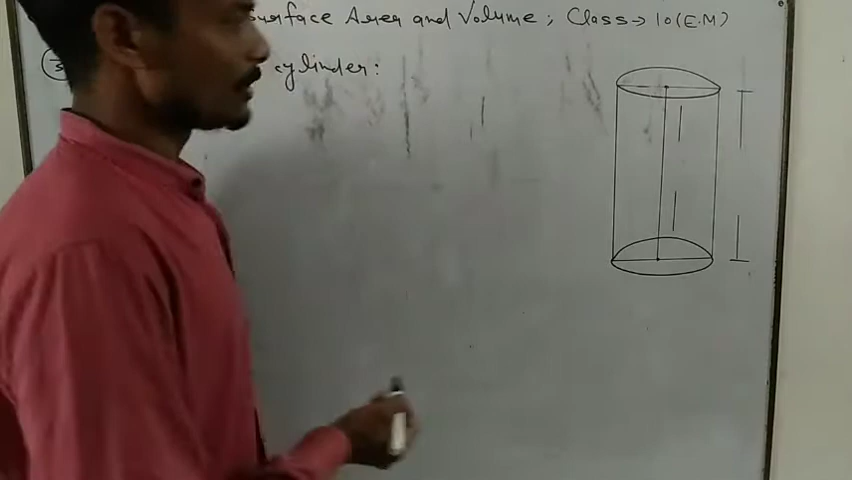 Surface Area and Volume; Class → 10 (E.M)
cylinder: